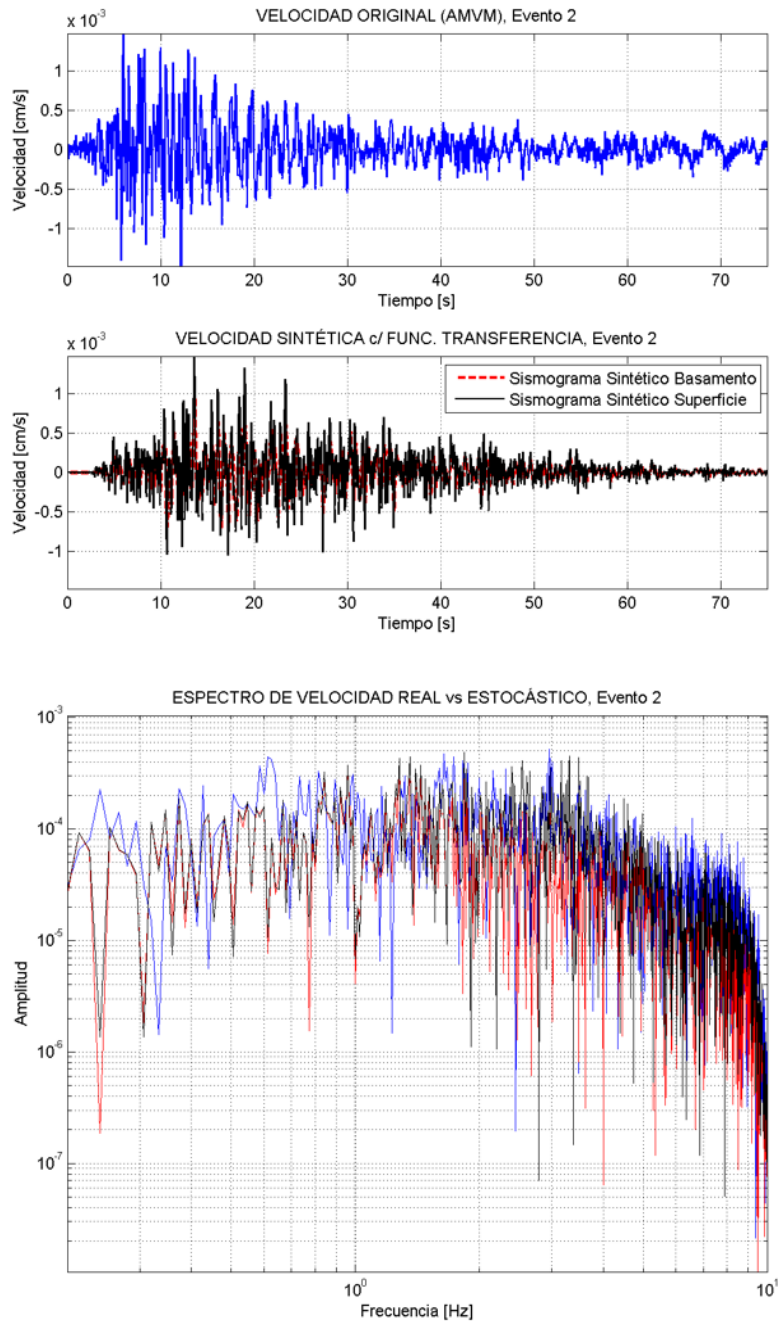 VELOCIDAD ORIGINAL (AMVM), Evento 2
x 10^-3
1
0.5
0
-0.5
-1
Velocidad [cm/s]
0 10 20 30 40 50 60 70
Tiempo [s]
VELOCIDAD SINTÉTICA c/ FUNC. TRANSFERENCIA, Evento 2
x 10^-3
Sismograma Sintético Basamento
Sismograma Sintético Superficie
1
0.5
0
-0.5
-1
Velocidad [cm/s]
0 10 20 30 40 50 60 70
Tiempo [s]
ESPECTRO DE VELOCIDAD REAL vs ESTOCÁSTICO, Evento 2
10^-3
10^-4
10^-5
10^-6
10^-7
Amplitud
10^0 10^1
Frecuencia [Hz]